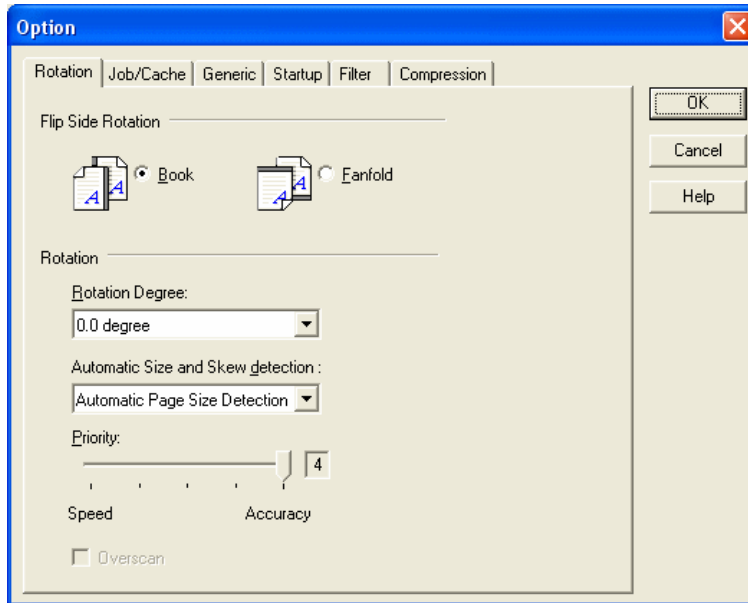 Option
Rotation Job/Cache Generic Startup Filter Compression
OK
Cancel
Help
Flip Side Rotation
A A Book A A Fanfold
Rotation
Rotation Degree:
0.0 degree
Automatic Size and Skew detection :
Automatic Page Size Detection
Priority:
4
Speed Accuracy
Overscan